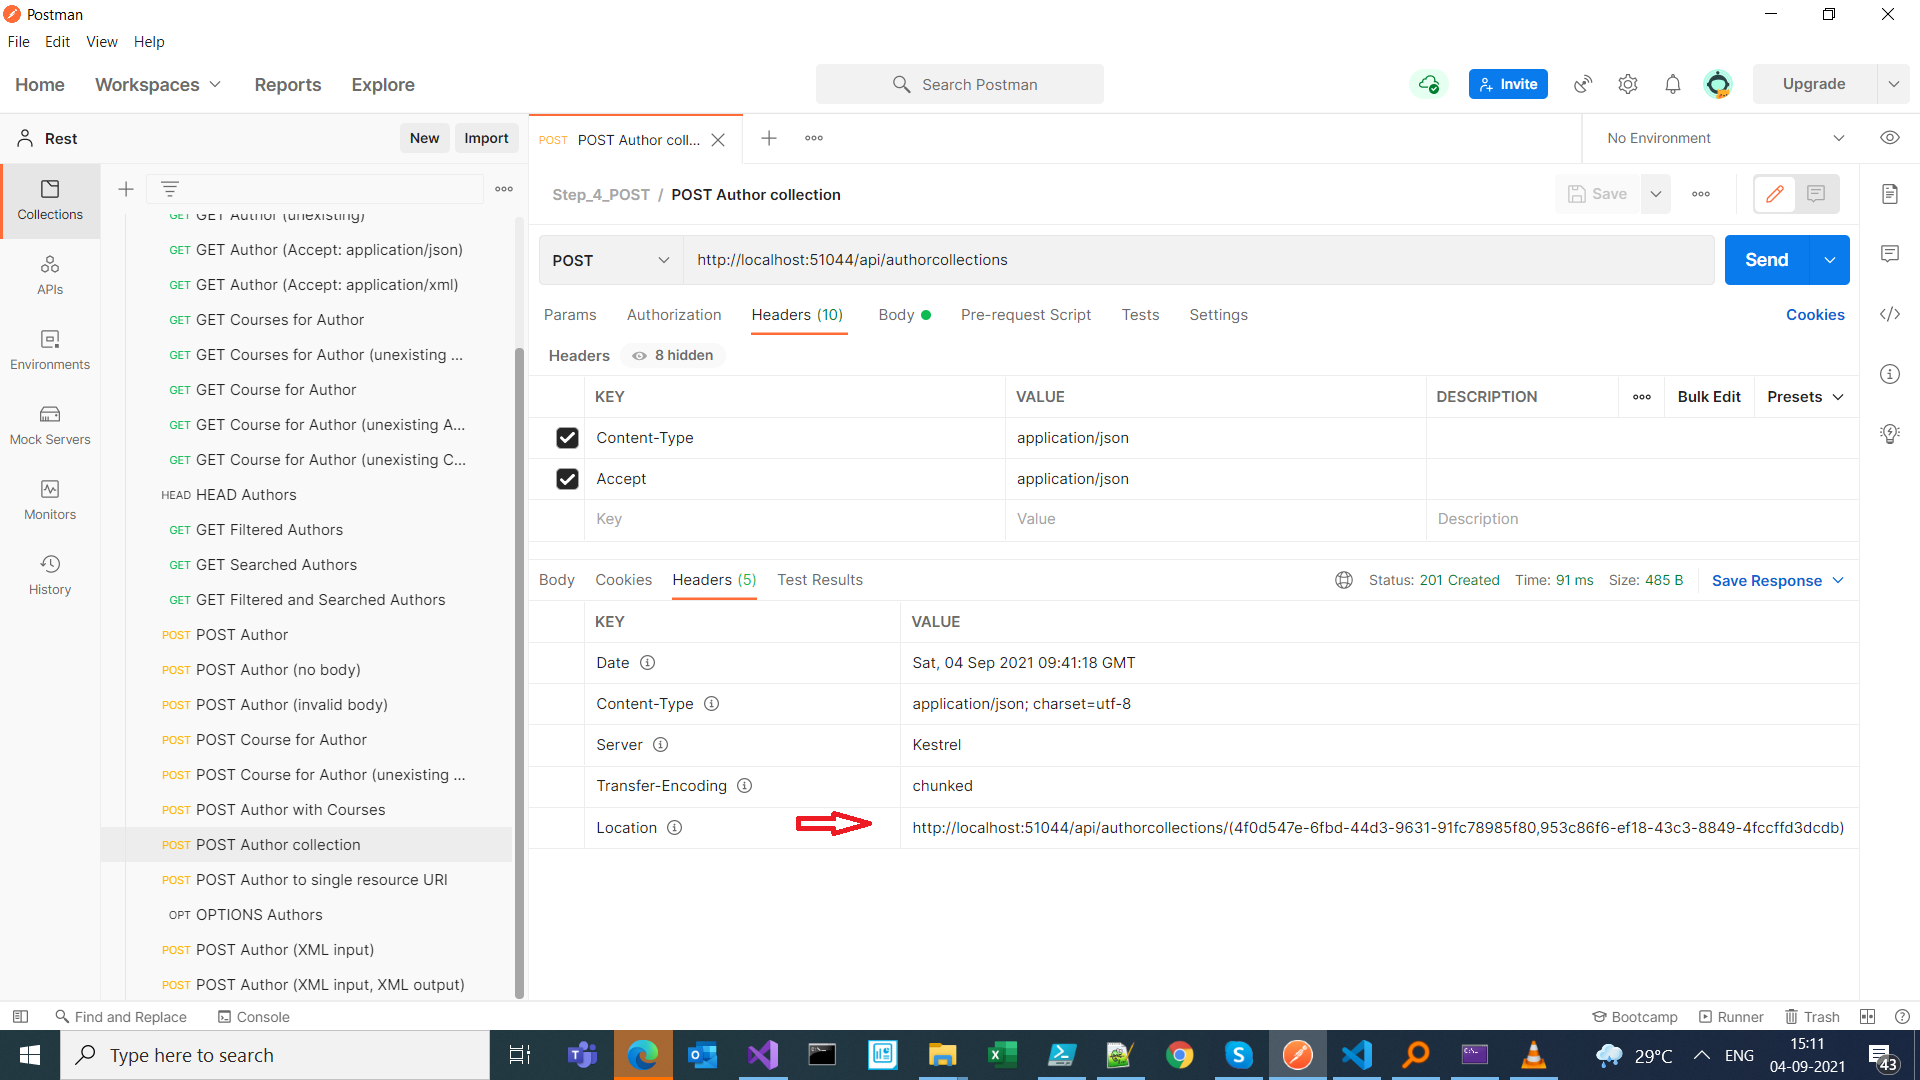 Postman
File Edit View Help
Home Workspaces Reports Explore
Search Postman
Invite
Upgrade
Rest
New Import
POST POST Author coll...
No Environment
Collections
APIs
Environments
Mock Servers
Monitors
History
GET GET Author (unexisting)
GET GET Author (Accept: application/json)
GET GET Author (Accept: application/xml)
GET GET Courses for Author
GET GET Courses for Author (unexisting ...
GET GET Course for Author
GET GET Course for Author (unexisting A...
GET GET Course for Author (unexisting C...
HEAD HEAD Authors
GET GET Filtered Authors
GET GET Searched Authors
GET GET Filtered and Searched Authors
POST POST Author
POST POST Author (no body)
POST POST Author (invalid body)
POST POST Course for Author
POST POST Course for Author (unexisting ...
POST POST Author with Courses
POST POST Author collection
POST POST Author to single resource URI
OPT OPTIONS Authors
POST POST Author (XML input)
POST POST Author (XML input, XML output)
Step_4_POST / POST Author collection
Save
POST http://localhost:51044/api/authorcollections
Send
Params Authorization Headers (10) Body Pre-request Script Tests Settings
Cookies
Headers 8 hidden
KEY VALUE DESCRIPTION Bulk Edit Presets
Content-Type application/json
Accept application/json
Key Value Description
Body Cookies Headers (5) Test Results
Status: 201 Created Time: 91 ms Size: 485 B Save Response
KEY VALUE
Date Sat, 04 Sep 2021 09:41:18 GMT
Content-Type application/json; charset=utf-8
Server Kestrel
Transfer-Encoding chunked
Location http://localhost:51044/api/authorcollections/(4f0d547e-6fbd-44d3-9631-91fc78985f80,953c86f6-ef18-43c3-8849-4fccffd3dcdb)
Find and Replace Console
Bootcamp Runner Trash
Type here to search
29°C ENG
15:11
04-09-2021
43